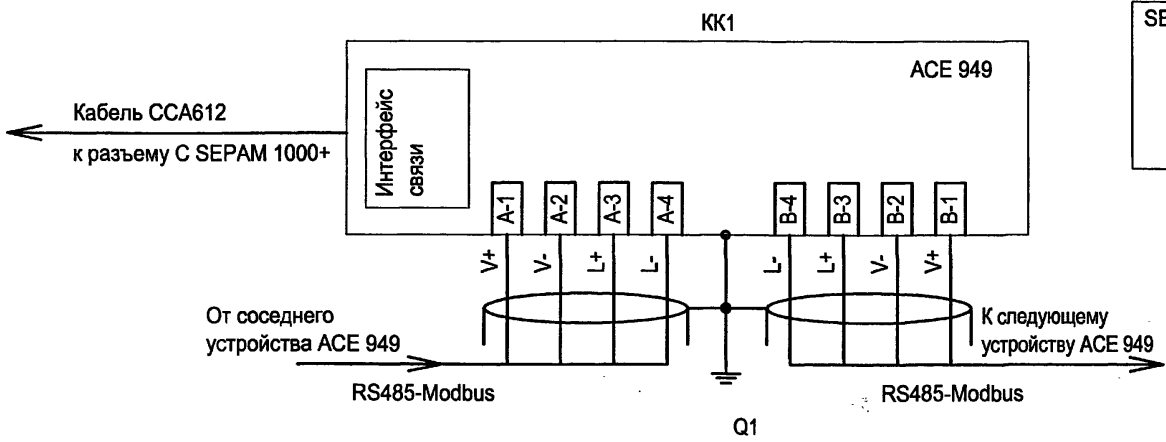 КК1
SE
ACE 949
Кабель CCA612
к разъему C SEPAM 1000+
Интерфейс
связи
A-1 A-2 A-3 A-4 B-4 B-3 B-2 B-1
V+ V- L+ L- L- L+ V- V+
От соседнего
устройства ACE 949
К следующему
устройству ACE 949
RS485-Modbus RS485-Modbus
Q1